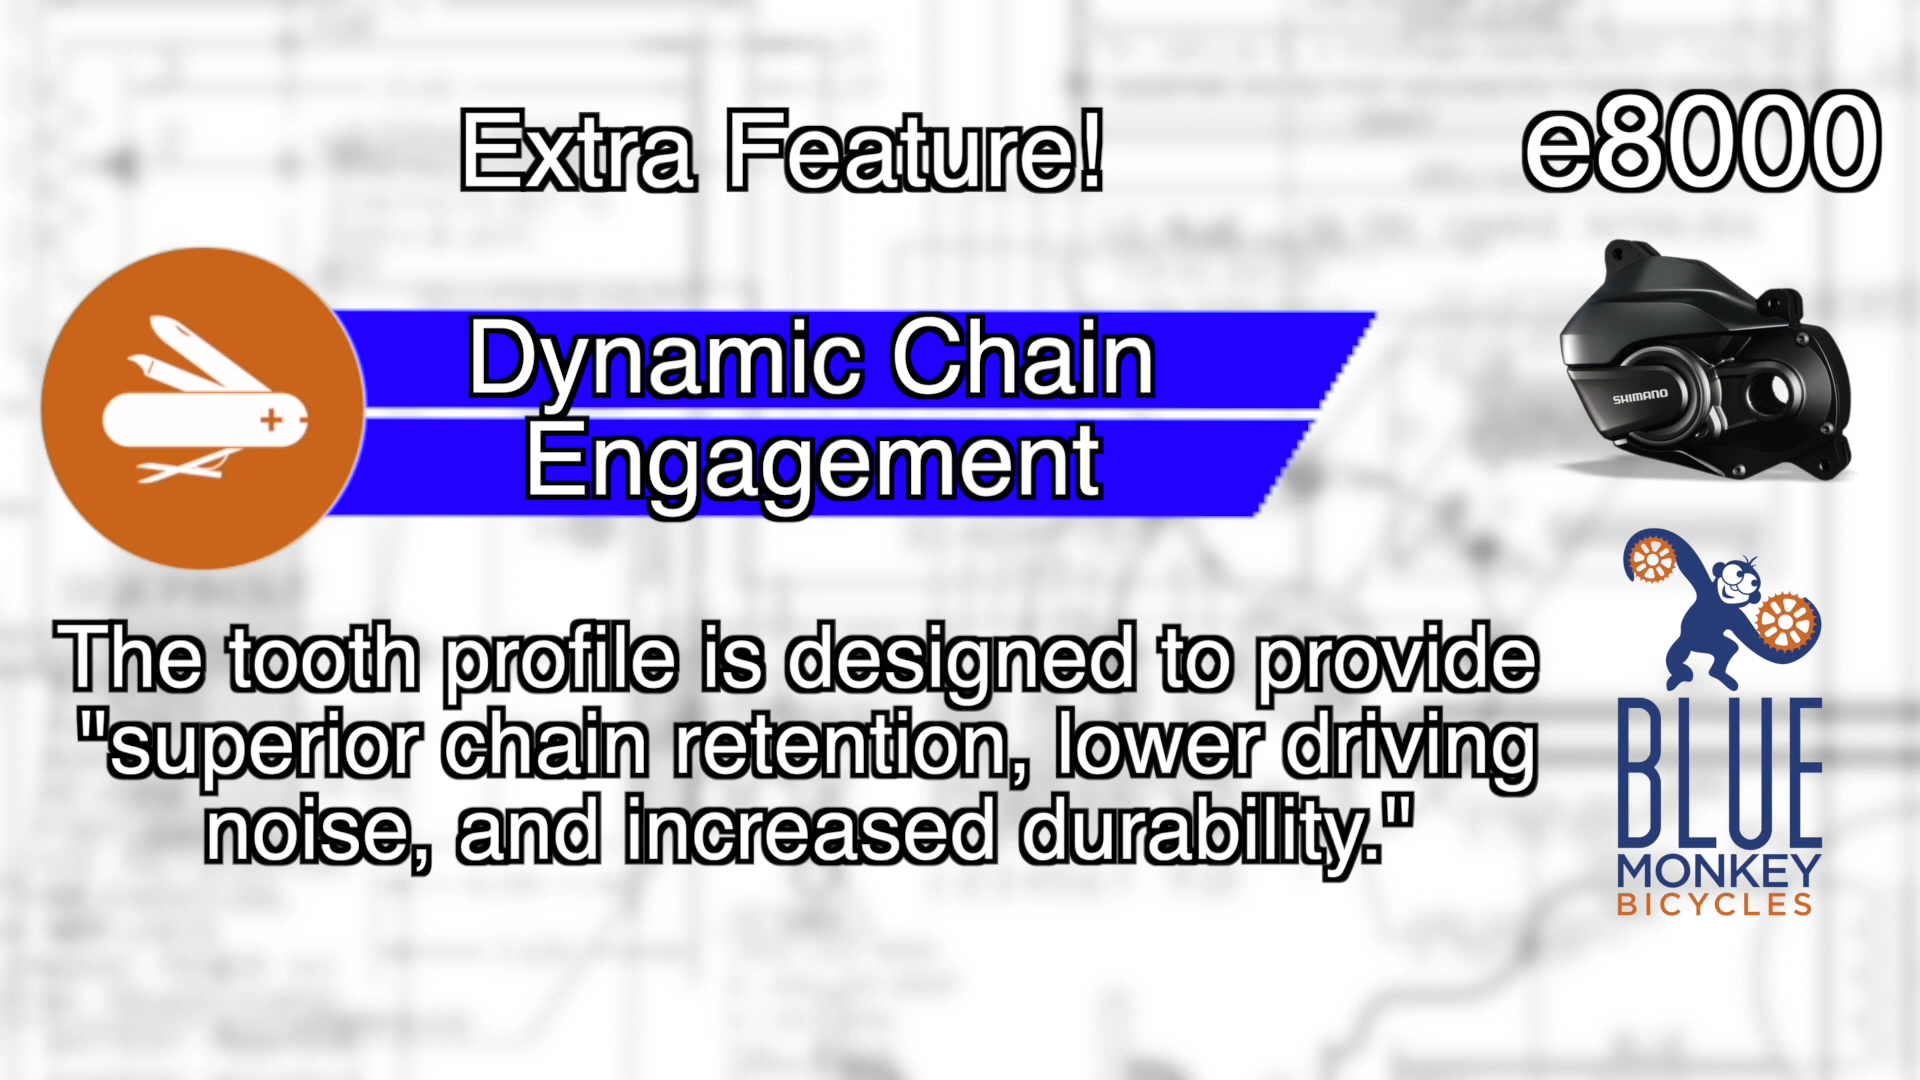 Extra Feature!
e8000
Dynamic Chain
Engagement
SHIMANO
The tooth profile is designed to provide
"superior chain retention, lower driving
noise, and increased durability."
BLUE
MONKEY
BICYCLES